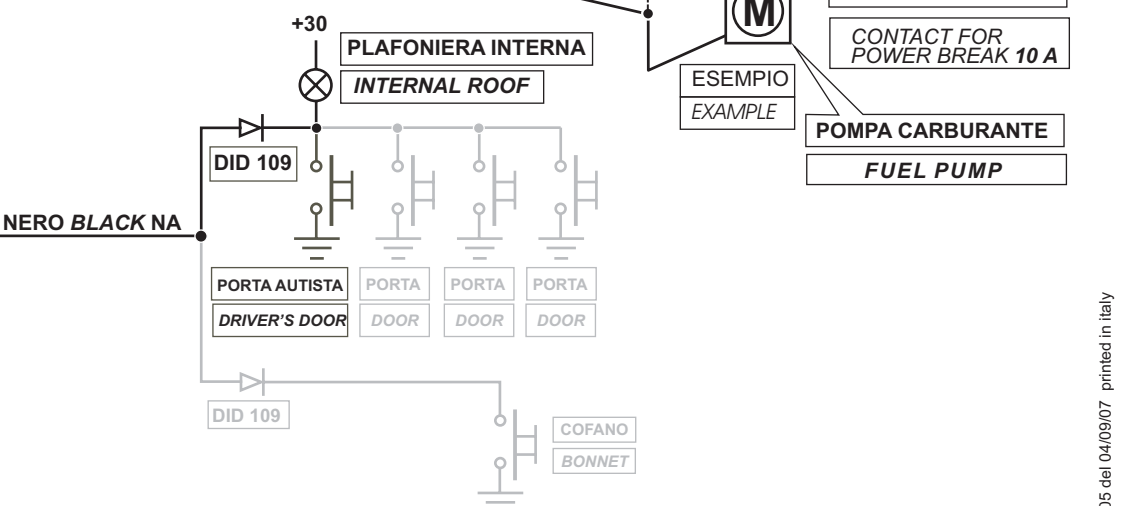 +30
PLAFONIERA INTERNA
INTERNAL ROOF
M
CONTACT FOR
POWER BREAK 10 A
ESEMPIO
EXAMPLE
POMPA CARBURANTE
FUEL PUMP
DID 109
NERO BLACK NA
PORTA AUTISTA
DRIVER'S DOOR
PORTA
DOOR
PORTA
DOOR
PORTA
DOOR
DID 109
COFANO
BONNET
05 del 04/09/07 printed in italy